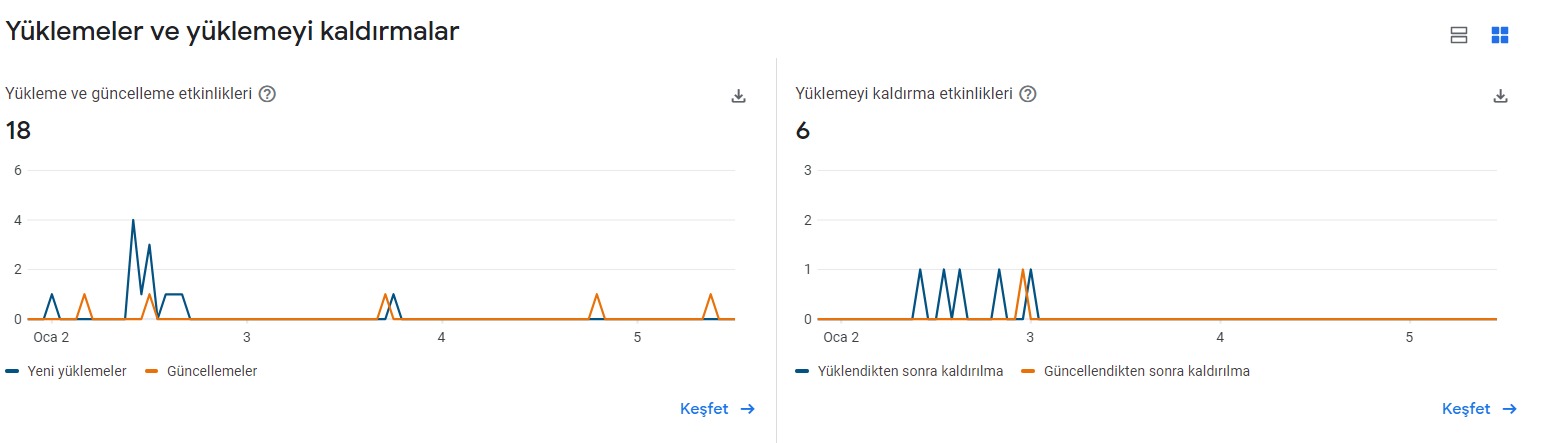 Yüklemeler ve yüklemeyi kaldırmalar
Yükleme ve güncelleme etkinlikleri
18
6
4
2
0
Oca 2
3
4
5
Yeni yüklemeler
Güncellemeler
Keşfet
Yüklemeyi kaldırma etkinlikleri
6
3
2
1
0
Oca 2
3
4
5
Yüklendikten sonra kaldırılma
Güncellendikten sonra kaldırılma
Keşfet